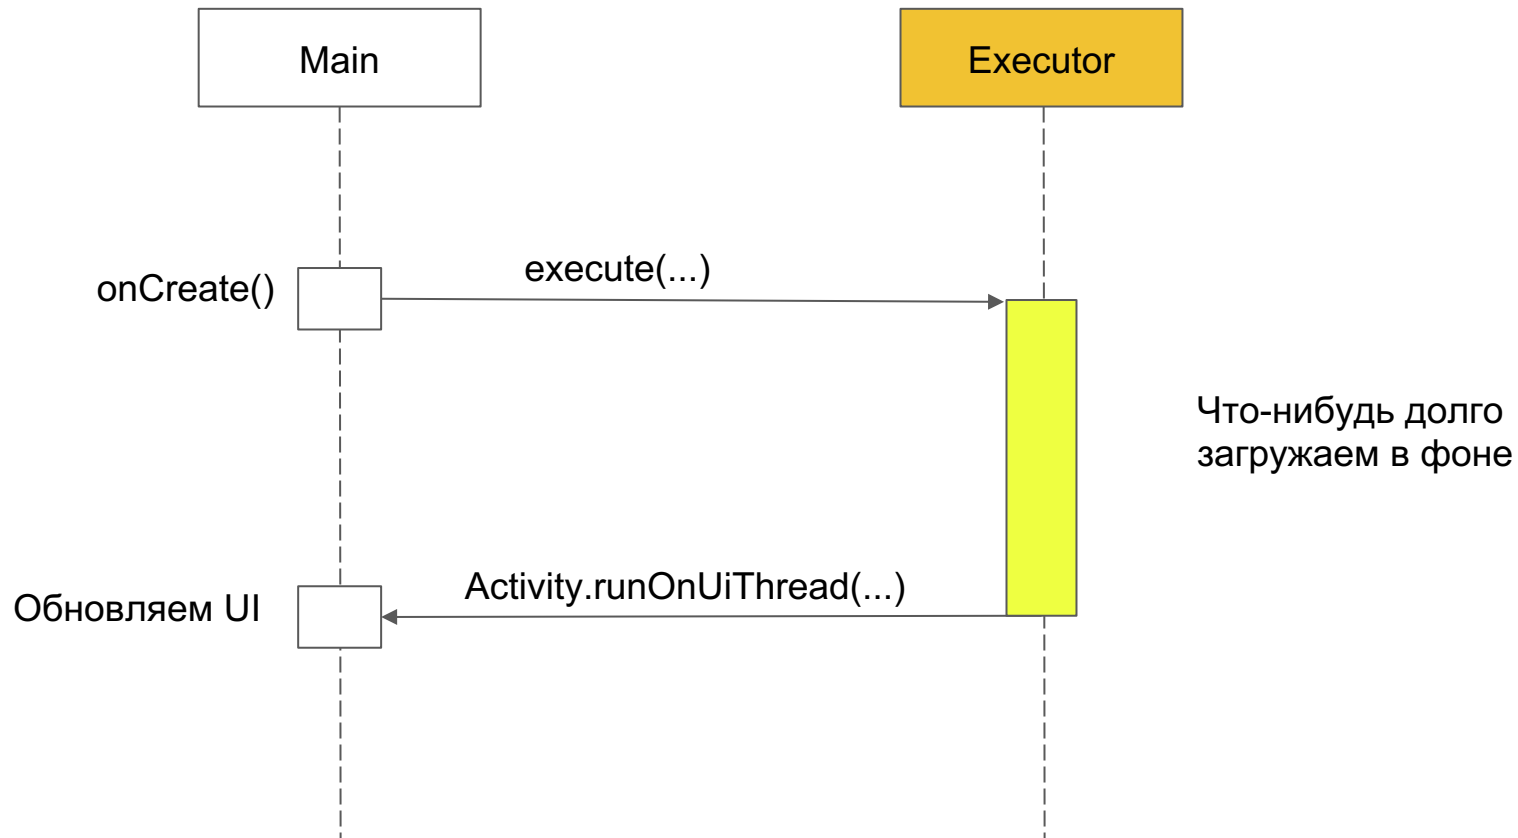 Main
Executor
onCreate()
execute(...)
Что-нибудь долго
загружаем в фоне
Activity.runOnUiThread(...)
Обновляем UI